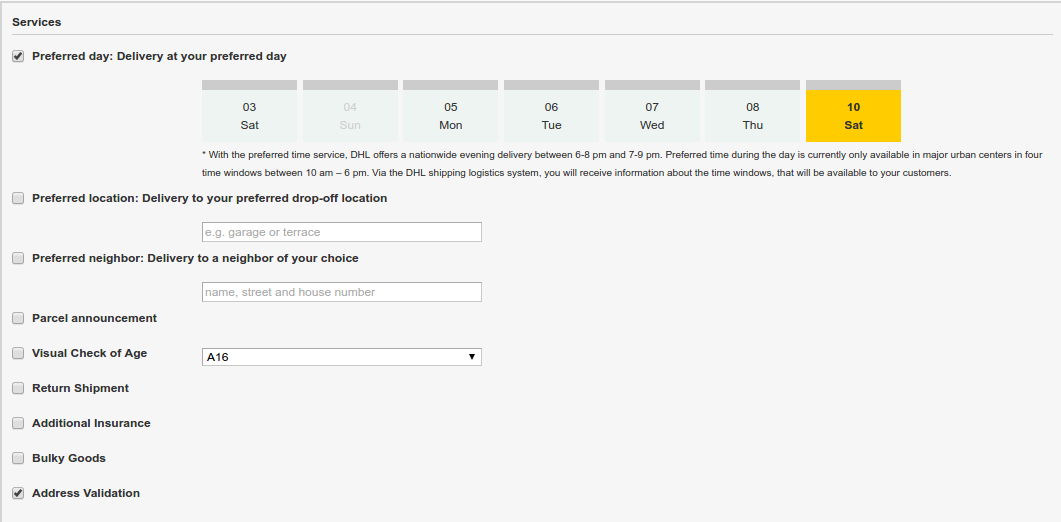 Services
Preferred day: Delivery at your preferred day
03 04 05 06 07 08 10
Sat Sun Mon Tue Wed Thu Sat
* With the preferred time service, DHL offers a nationwide evening delivery between 6-8 pm and 7-9 pm. Preferred time during the day is currently only available in major urban centers in four
time windows between 10 am – 6 pm. Via the DHL shipping logistics system, you will receive information about the time windows, that will be available to your customers.
Preferred location: Delivery to your preferred drop-off location
e.g. garage or terrace
Preferred neighbor: Delivery to a neighbor of your choice
name, street and house number
Parcel announcement
Visual Check of Age
A16
Return Shipment
Additional Insurance
Bulky Goods
Address Validation